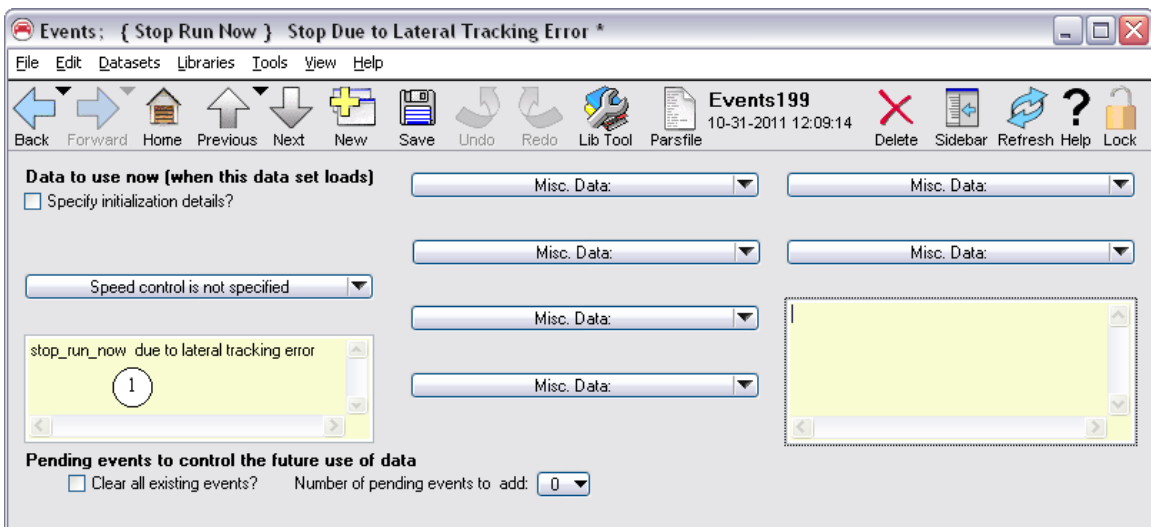 Events; { Stop Run Now } Stop Due to Lateral Tracking Error *
File Edit Datasets Libraries Tools View Help
Back Forward Home Previous Next New Save Undo Redo Lib Tool Parsfile Events199 Delete Sidebar Refresh Help Lock
10-31-2011 12:09:14
Data to use now (when this data set loads)
Specify initialization details?
Misc. Data: Misc. Data:
Misc. Data: Misc. Data:
Speed control is not specified
Misc. Data:
stop_run_now due to lateral tracking error
1
Misc. Data:
Pending events to control the future use of data
Clear all existing events? Number of pending events to add: 0